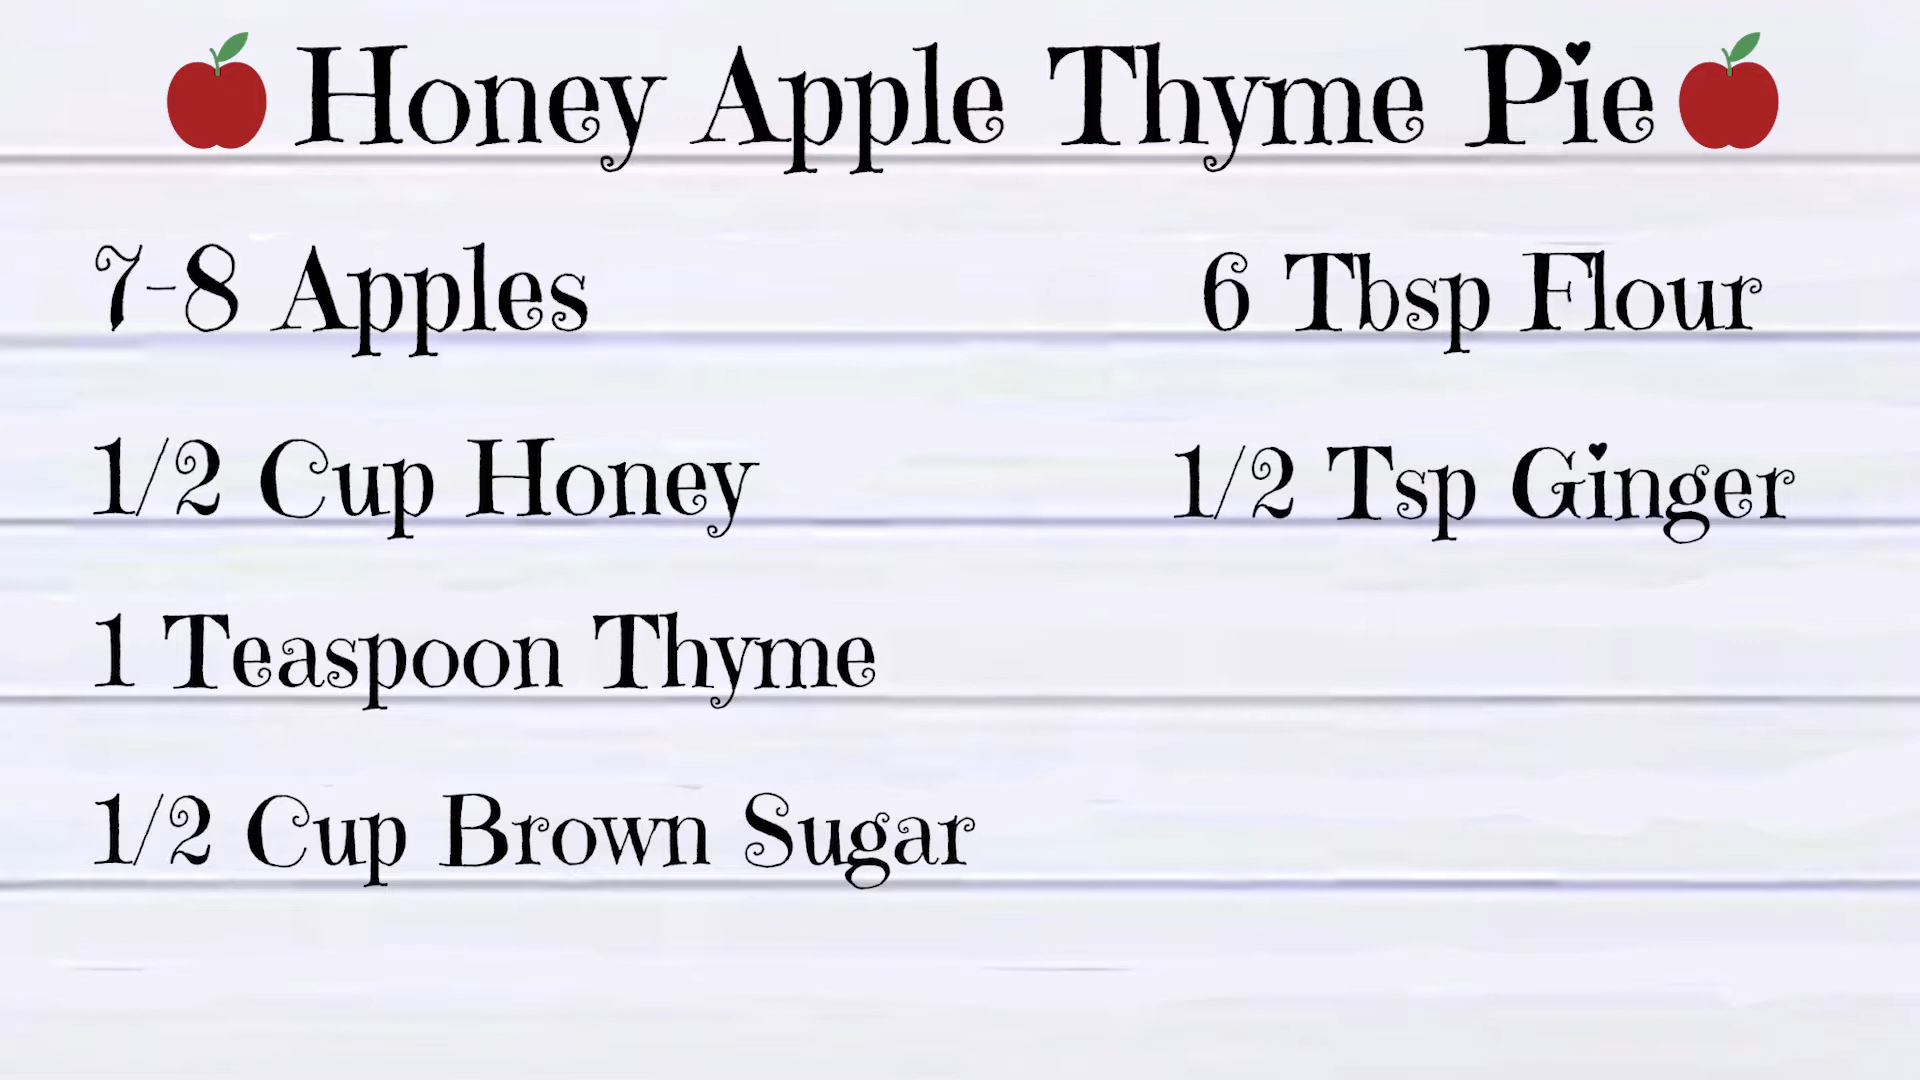 Honey Apple Thyme Pie
7-8 Apples
1/2 Cup Honey
1 Teaspoon Thyme
1/2 Cup Brown Sugar
6 Tbsp Flour
1/2 Tsp Ginger